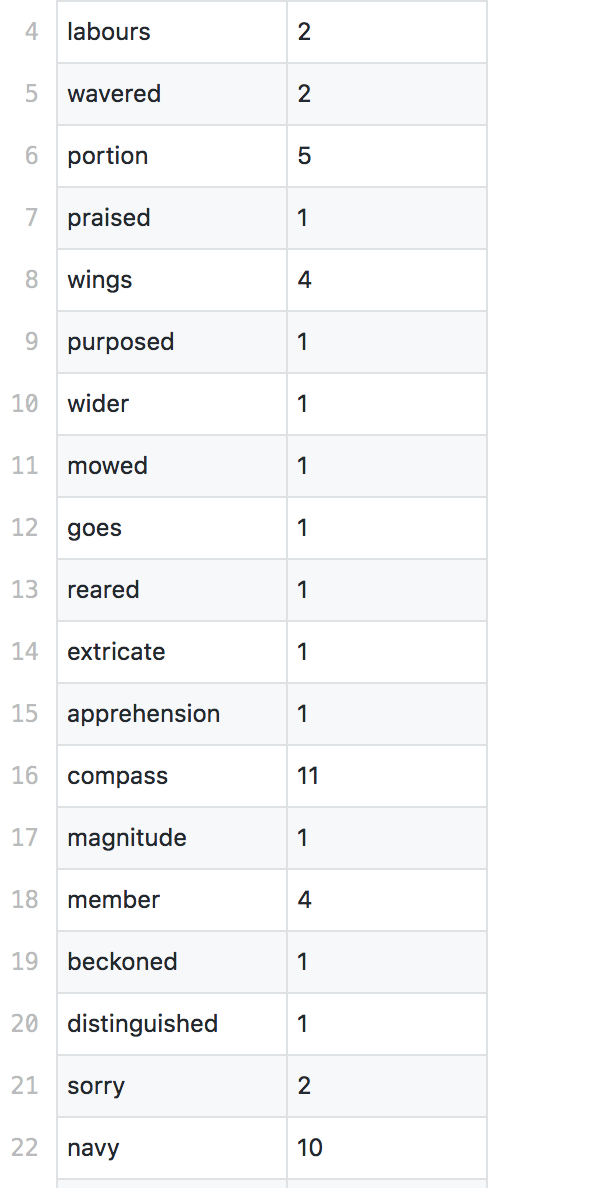 4 labours 2
5 wavered 2
6 portion 5
7 praised 1
8 wings 4
9 purposed 1
10 wider 1
11 mowed 1
12 goes 1
13 reared 1
14 extricate 1
15 apprehension 1
16 compass 11
17 magnitude 1
18 member 4
19 beckoned 1
20 distinguished 1
21 sorry 2
22 navy 10